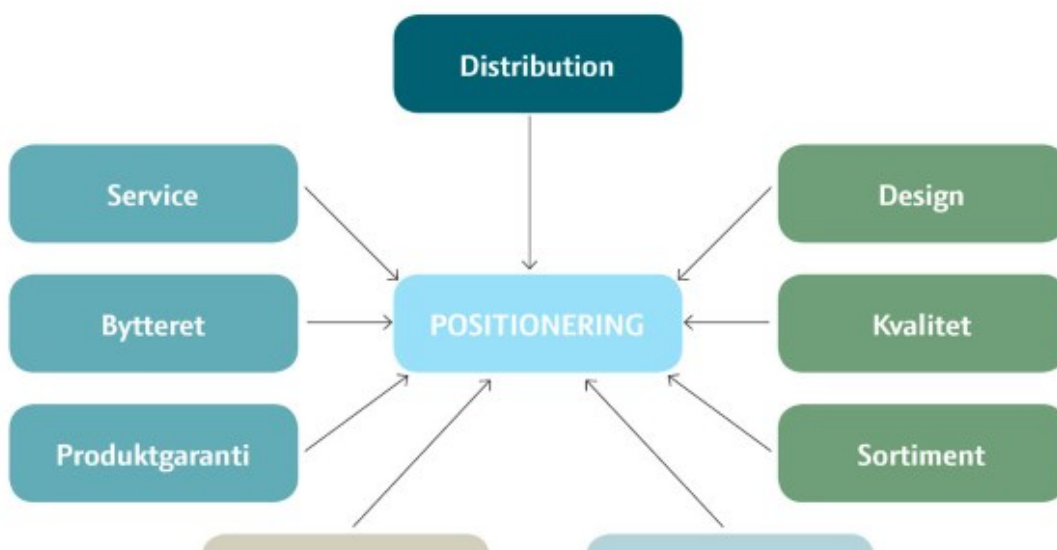 Distribution
Service
Design
Bytteret
POSITIONERING
Kvalitet
Produktgaranti
Sortiment